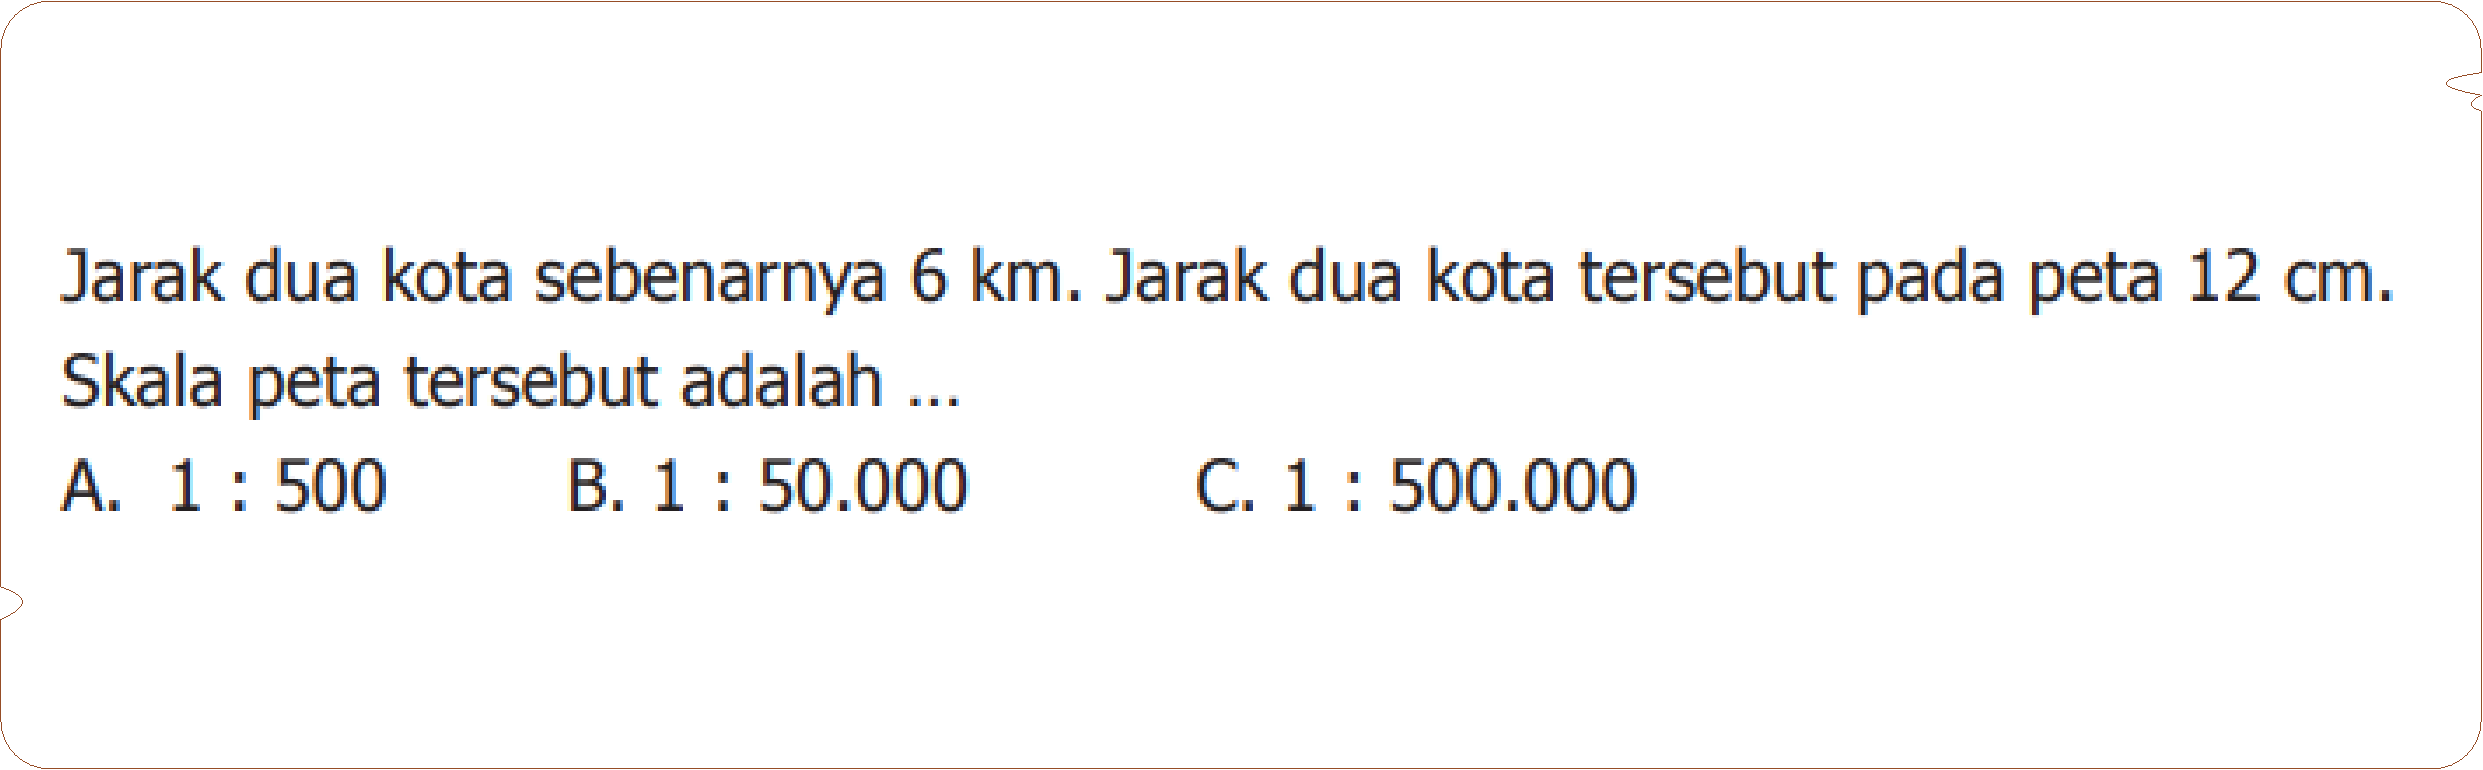 Jarak dua kota sebenarnya 6 km. Jarak dua kota tersebut pada peta 12 cm.
Skala peta tersebut adalah ...
A. 1 : 500 B. 1 : 50.000 C. 1 : 500.000